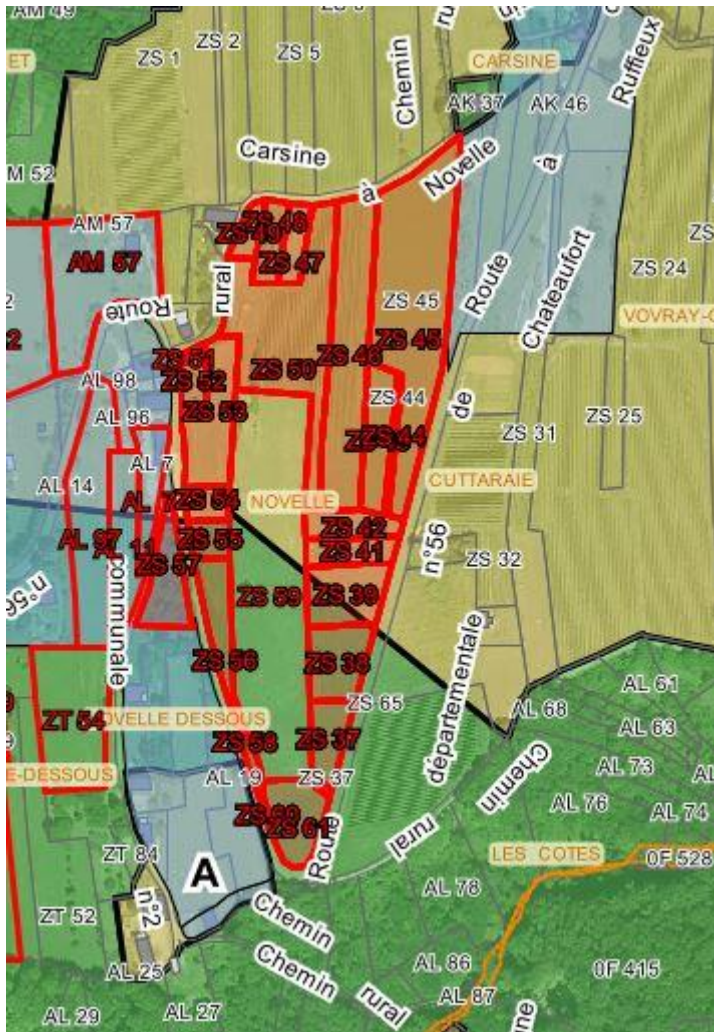 AM 49
ZS 2
ZS 1
ZS 5
ET
CARSINE
Chemin
ru
Ruffieux
AK 37
AK 46
Carsine
à
Novelle
à
M 52
AM 57
AM 57
ZS 48
ZS 49
ZS 47
rural
Route
ZS 45
Route
Chateaufort
ZS 24
ZS
VOVRAY-
ZS 45
ZS 46
ZS 51
ZS 50
ZS 52
AL 98
ZS 44
de
ZS 53
AL 96
ZS 44
ZS 31
ZS 25
AL 7
CUTTARAIE
AL 14
ZS 54
NOVELLE
ZS 42
n°56
AL 97
ZS 55
ZS 41
ZS 57
ZS 32
n°56
communale
ZS 59
ZS 39
départementale
ZS 56
ZS 38
AL 61
ZS 65
ZT 54
OVELLE DESSOUS
AL 68
AL 63
ZS 58
ZS 37
E-DESSOUS
AL 19
ZS 37
Chemin
AL 73
AL 76
AL 74
ZS 60
ZS 61
Route
rural
ZT 84
LES COTES
0F 528
A
AL 78
n°2
ZT 52
Chemin
Chemin
rural
AL 86
0F 415
AL 25
AL 87
AL 29
AL 27
ne